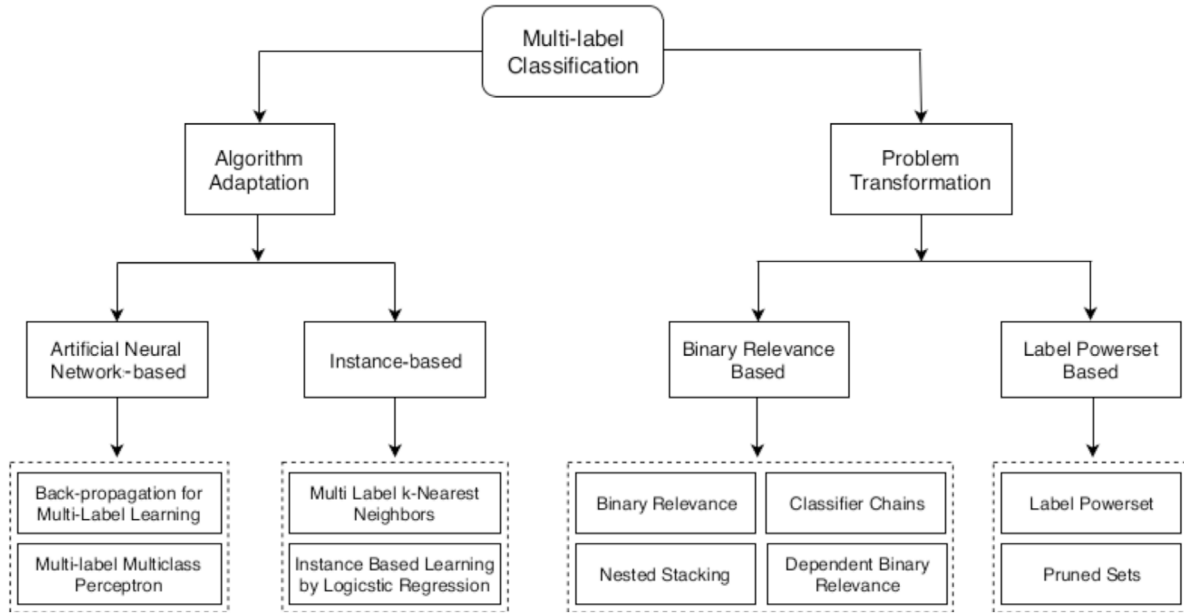 Multi-label
Classification
Algorithm
Adaptation
Problem
Transformation
Artificial Neural
Network-based
Instance-based
Binary Relevance
Based
Label Powerset
Based
Back-propagation for
Multi-Label Learning
Multi-label Multiclass
Perceptron
Multi Label k-Nearest
Neighbors
Instance Based Learning
by Logicstic Regression
Binary Relevance
Classifier Chains
Nested Stacking
Dependent Binary
Relevance
Label Powerset
Pruned Sets